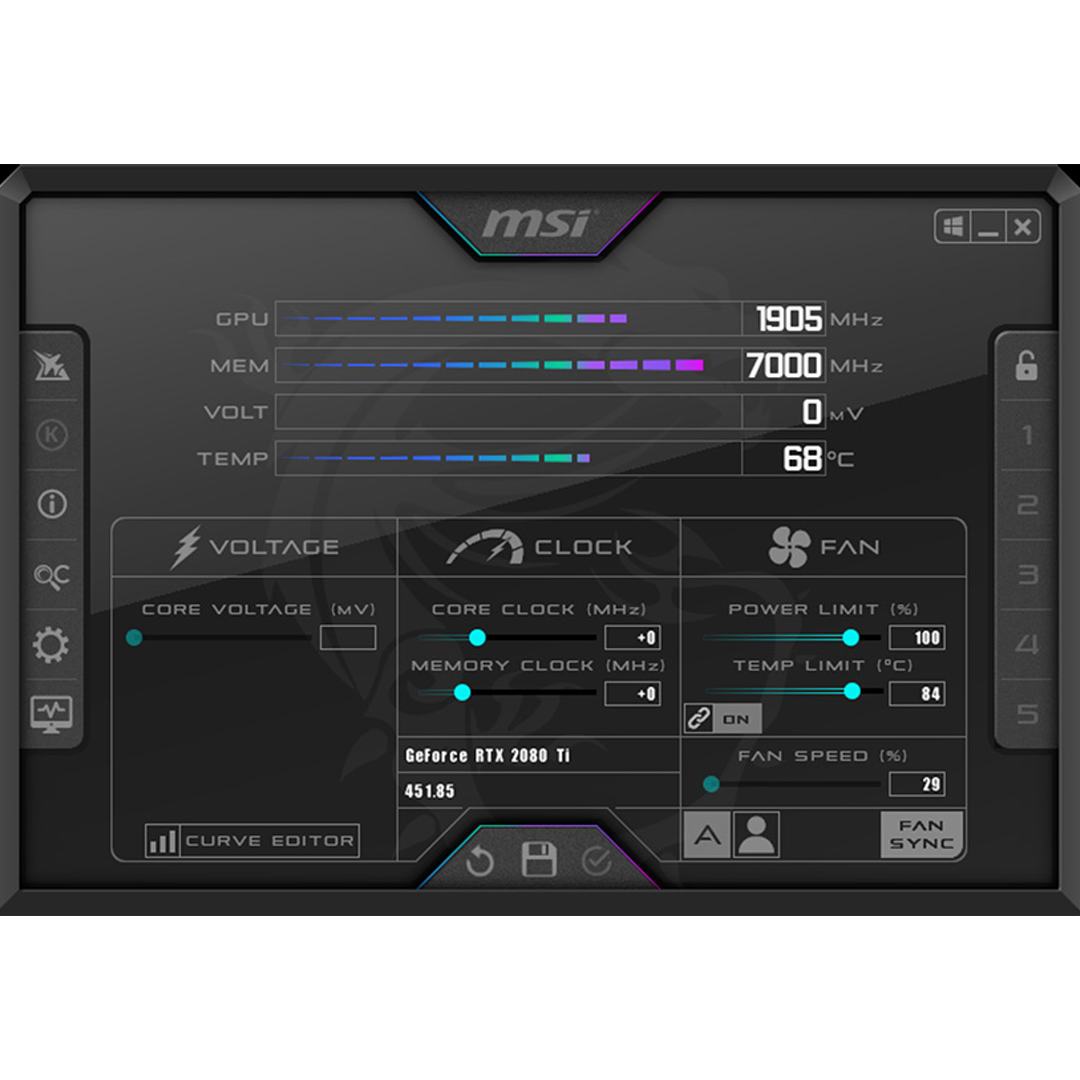 msi
GPU 1905 MHz
MEM 7000 MHz
VOLT 0 MV
TEMP 68 °C
K
1
2
3
4
5
VOLTAGE
CLOCK
FAN
CORE VOLTAGE (MV)
CORE CLOCK (MHz)
+0
MEMORY CLOCK (MHz)
+0
POWER LIMIT (%)
100
TEMP LIMIT (°C)
84
ON
GeForce RTX 2080 Ti
451.85
FAN SPEED (%)
29
CURVE EDITOR
A
FAN
SYNC